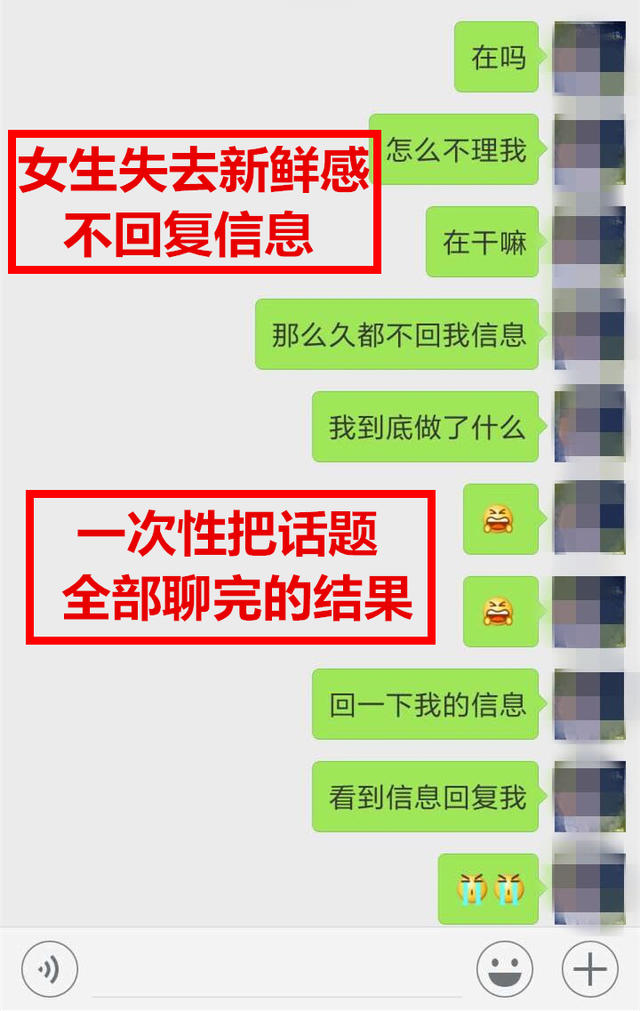 在吗
怎么不理我
女生失去新鲜感
不回复信息
在干嘛
那么久都不回我信息
我到底做了什么
一次性把话题
全部聊完的结果
回一下我的信息
看到信息回复我